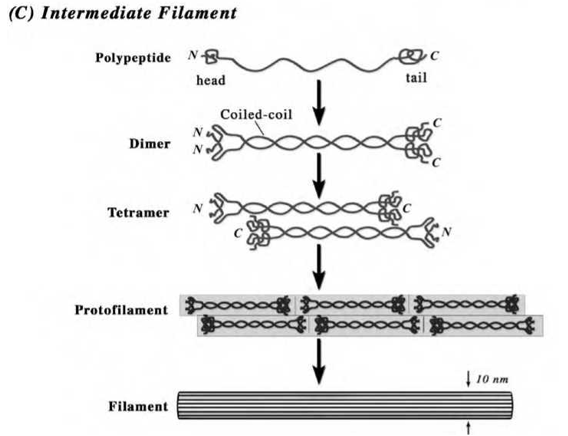 (C) Intermediate Filament
Polypeptide N C
head tail
Coiled-coil
Dimer N C
N C
Tetramer N C
C N
Protofilament
10 nm
Filament